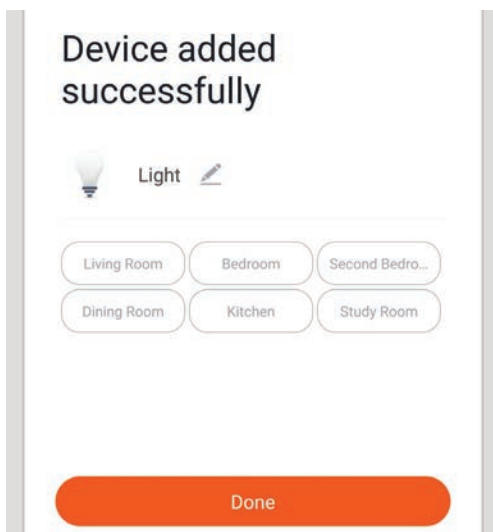 Device added
successfully
Light
Living Room Bedroom Second Bedro...
Dining Room Kitchen Study Room
Done